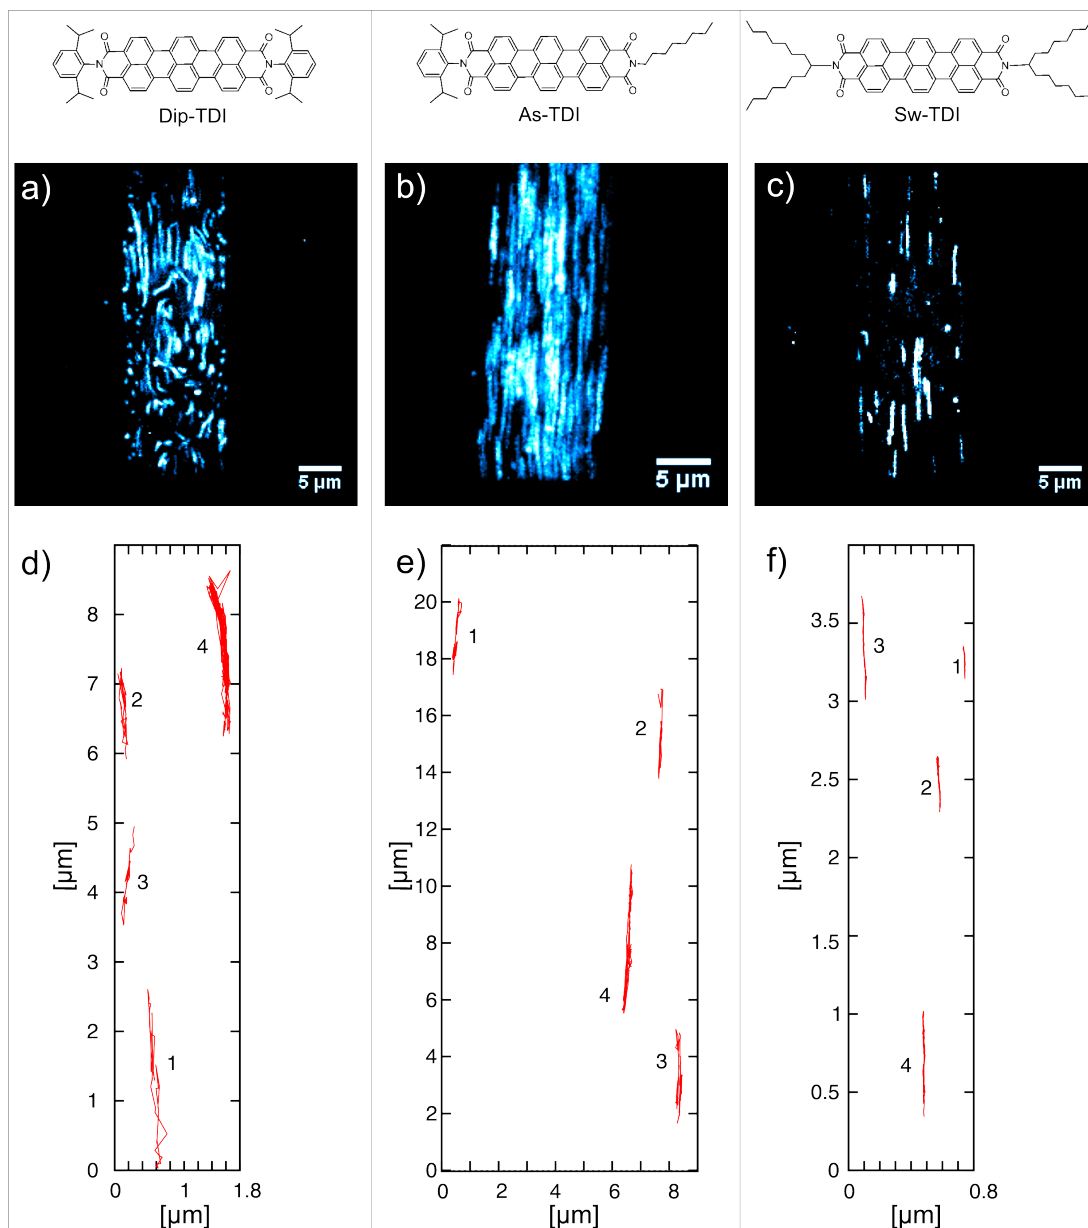 O O O O
N N
O O O O
Dip-TDI
O O
N N
O O
As-TDI
O O
N N
O O
Sw-TDI
a) b) c)
5 µm 5 µm 5 µm
d)
8
7
6
5
4
3
2
1
0
[µm]
4
2
3
1
0 1 1.8
[µm]
e)
20
18
16
14
12
10
8
6
4
2
0
[µm]
1
2
4
3
0 2 4 6 8
[µm]
f)
3.5
3
2.5
2
1.5
1
0.5
0
[µm]
3
1
2
4
0 0.8
[µm]